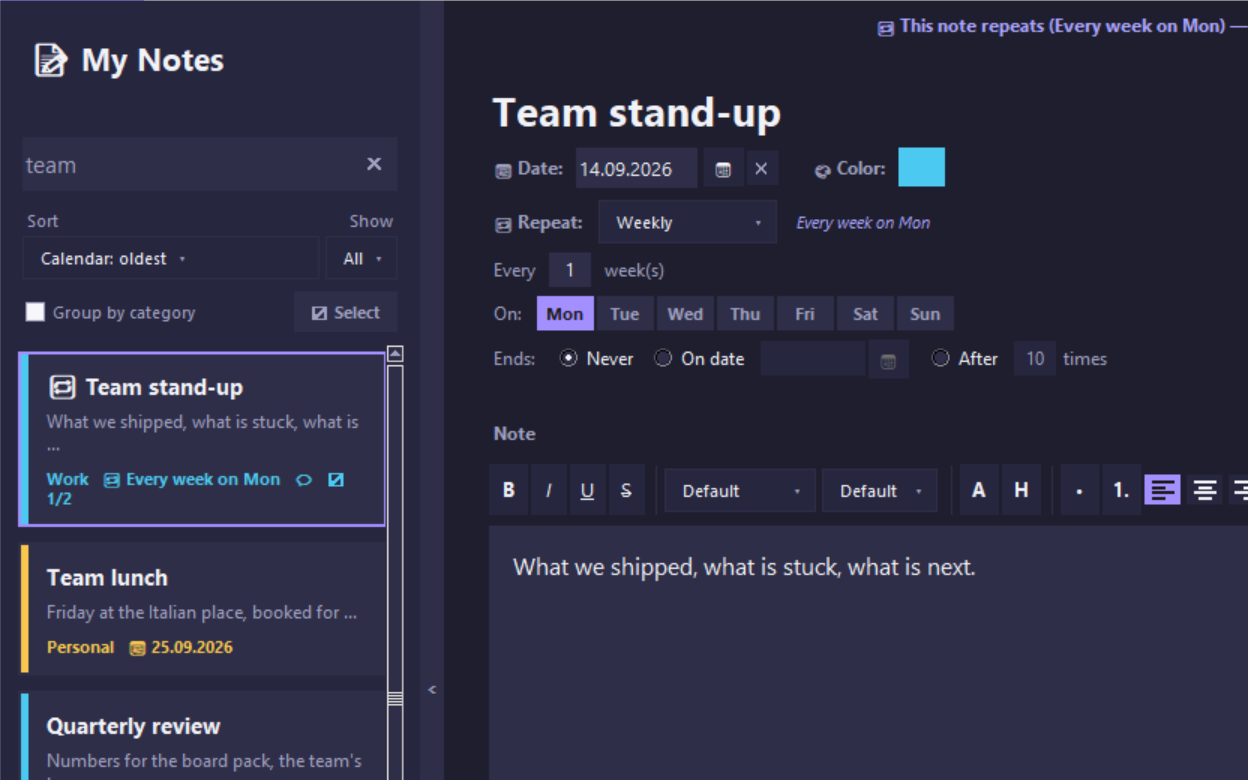 My Notes
team
Sort Show
Calendar: oldest All
Group by category Select
Team stand-up
What we shipped, what is stuck, what is
...
Work Every week on Mon
1/2
Team lunch
Friday at the Italian place, booked for ...
Personal 25.09.2026
Quarterly review
Numbers for the board pack, the team's
<
This note repeats (Every week on Mon) —
Team stand-up
Date: 14.09.2026 Color:
Repeat: Weekly Every week on Mon
Every 1 week(s)
On: Mon Tue Wed Thu Fri Sat Sun
Ends: Never On date After 10 times
Note
B I U S Default Default A H • 1.
What we shipped, what is stuck, what is next.